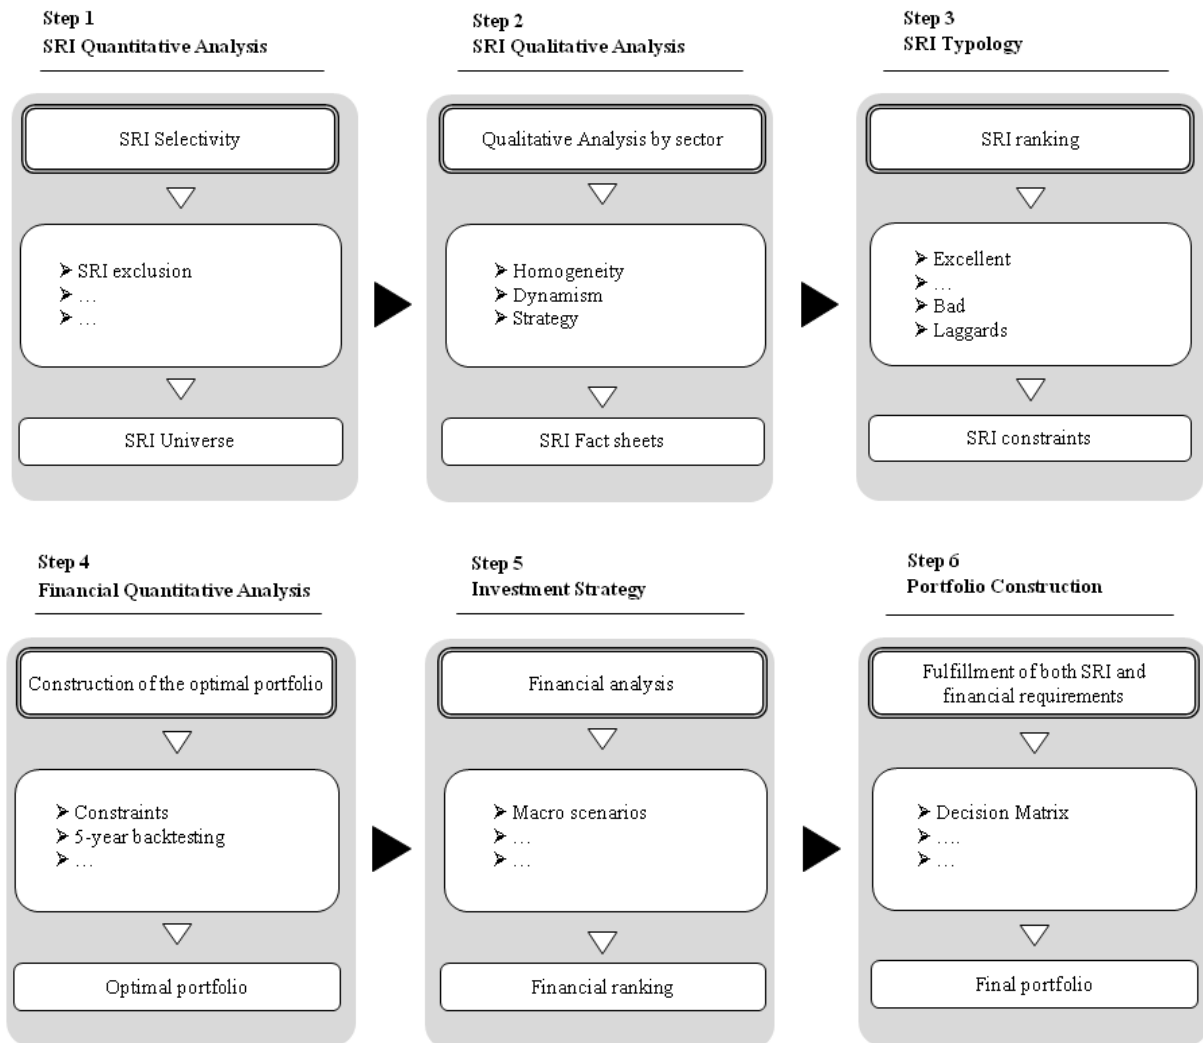 Step 1
SRI Quantitative Analysis
SRI Selectivity
➢ SRI exclusion
➢ …
➢ …
SRI Universe
Step 2
SRI Qualitative Analysis
Qualitative Analysis by sector
➢ Homogeneity
➢ Dynamism
➢ Strategy
SRI Fact sheets
Step 3
SRI Typology
SRI ranking
➢ Excellent
➢ …
➢ Bad
➢ Laggards
SRI constraints
Step 4
Financial Quantitative Analysis
Construction of the optimal portfolio
➢ Constraints
➢ 5-year backtesting
➢ …
Optimal portfolio
Step 5
Investment Strategy
Financial analysis
➢ Macro scenarios
➢ …
➢ …
Financial ranking
Step 6
Portfolio Construction
Fulfillment of both SRI and
financial requirements
➢ Decision Matrix
➢ ….
➢ …
Final portfolio